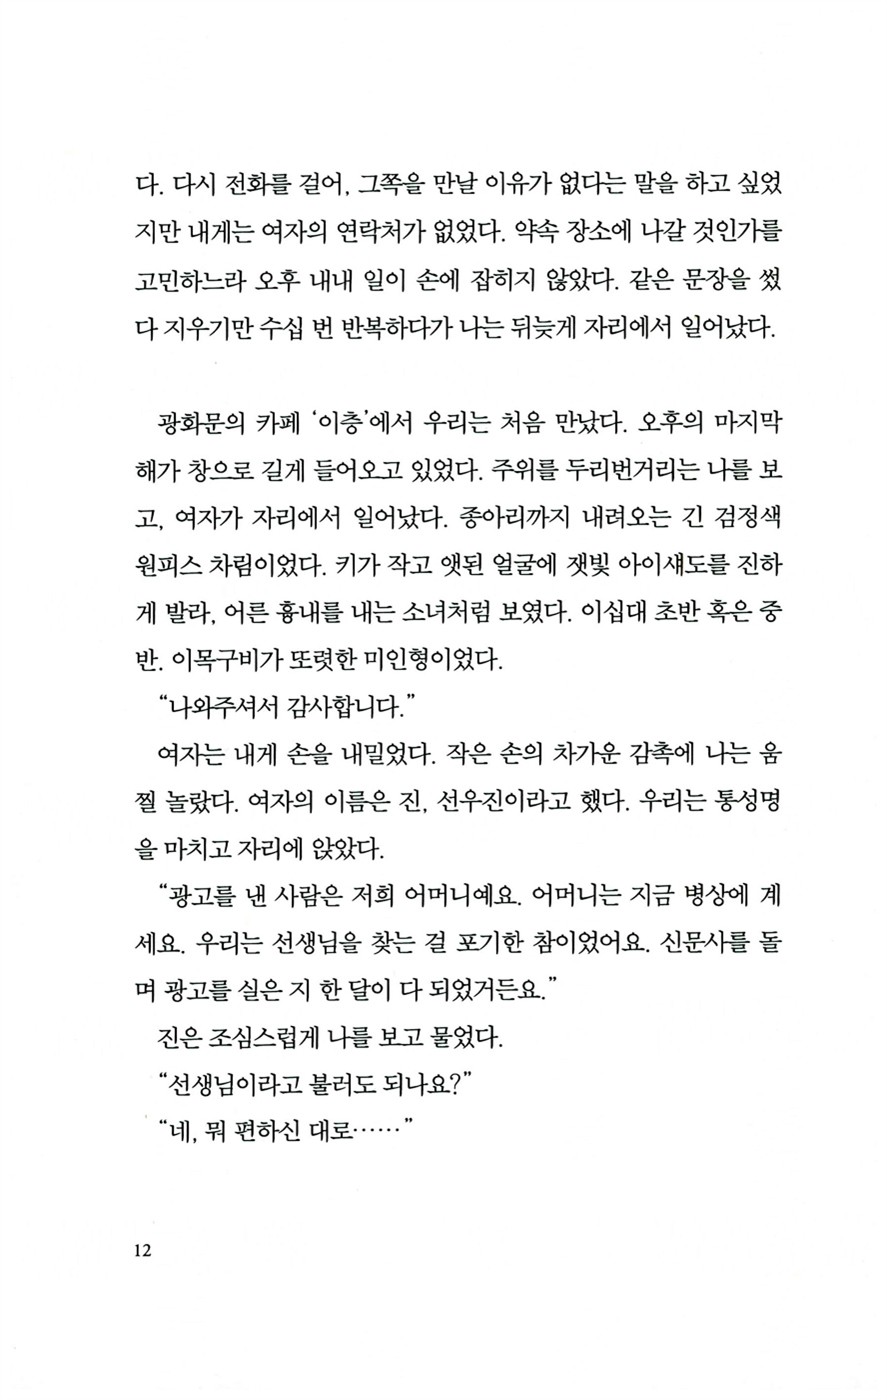 다. 다시 전화를 걸어, 그쪽을 만날 이유가 없다는 말을 하고 싶었
지만 내게는 여자의 연락처가 없었다. 약속 장소에 나갈 것인가를
고민하느라 오후 내내 일이 손에 잡히지 않았다. 같은 문장을 썼
다 지우기만 수십 번 반복하다가 나는 뒤늦게 자리에서 일어났다.
광화문의 카페 ‘이층’에서 우리는 처음 만났다. 오후의 마지막
해가 창으로 길게 들어오고 있었다. 주위를 두리번거리는 나를 보
고, 여자가 자리에서 일어났다. 종아리까지 내려오는 긴 검정색
원피스 차림이었다. 키가 작고 앳된 얼굴에 잿빛 아이섀도를 진하
게 발라, 어른 흉내를 내는 소녀처럼 보였다. 이십대 초반 혹은 중
반. 이목구비가 또렷한 미인형이었다.
“나와주셔서 감사합니다.”
여자는 내게 손을 내밀었다. 작은 손의 차가운 감촉에 나는 움
찔 놀랐다. 여자의 이름은 진, 선우진이라고 했다. 우리는 통성명
을 마치고 자리에 앉았다.
“광고를 낸 사람은 저희 어머니예요. 어머니는 지금 병상에 계
세요. 우리는 선생님을 찾는 걸 포기한 참이었어요. 신문사를 돌
며 광고를 실은 지 한 달이 다 되었거든요.”
진은 조심스럽게 나를 보고 물었다.
“선생님이라고 불러도 되나요?”
“네, 뭐 편하신 대로……”
12